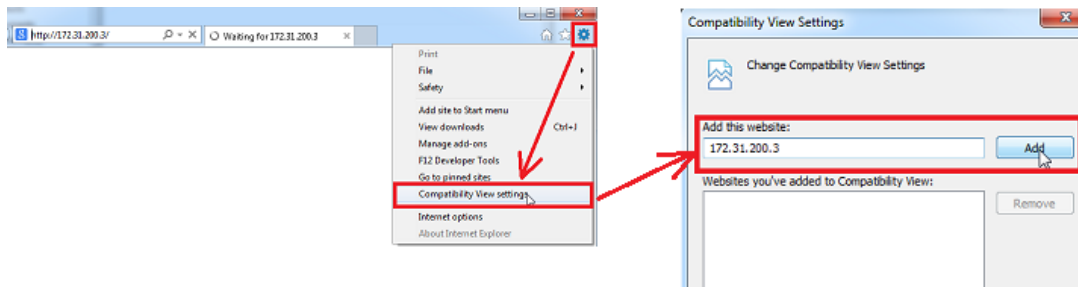 http://172.31.200.3/
Waiting for 172.31.200.3
Print
File
Safety
Add site to Start menu
View downloads Ctrl+J
Manage add-ons
F12 Developer Tools
Go to pinned sites
Compatibility View settings
Internet options
About Internet Explorer
Compatibility View Settings
Change Compatibility View Settings
Add this website:
172.31.200.3 Add
Websites you've added to Compatibility View:
Remove